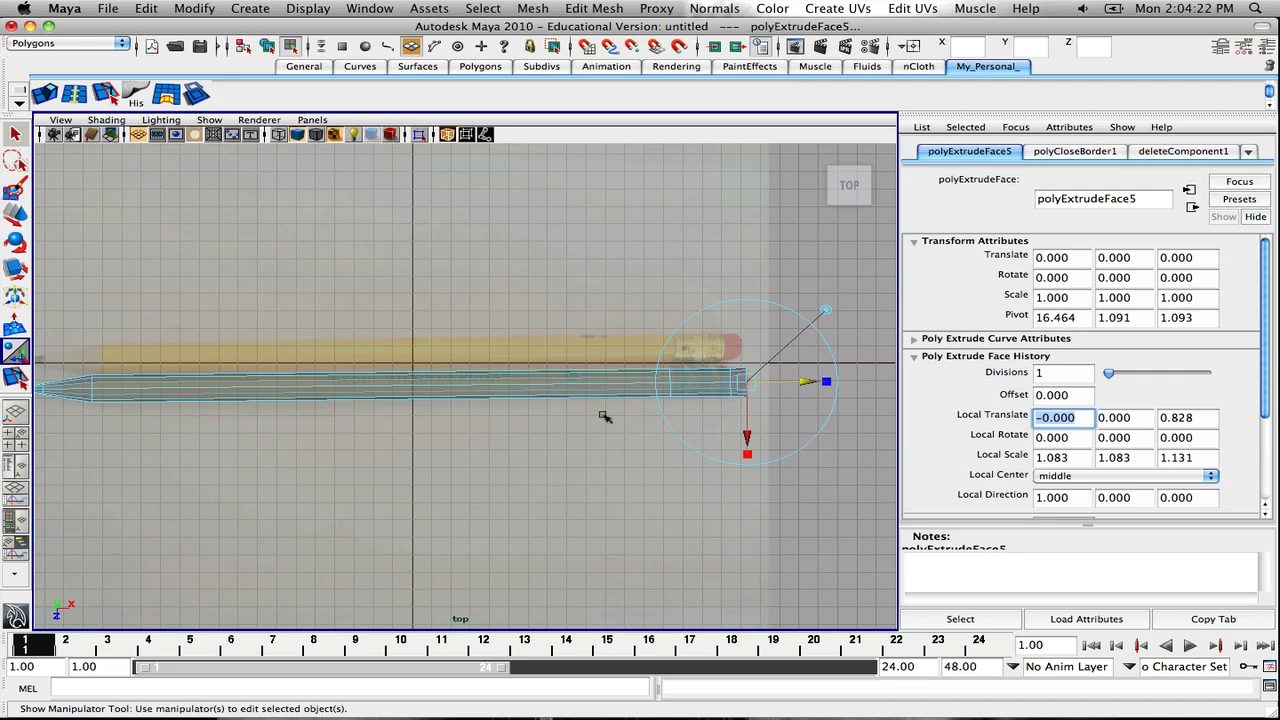 Maya File Edit Modify Create Display Window Assets Select Mesh Edit Mesh Proxy Normals Color Create UVs Edit UVs Muscle Help Mon 2:04:22 PM
Autodesk Maya 2010 - Educational Version: untitled --- polyExtrudeFace5...
Polygons X Y Z
General Curves Surfaces Polygons Subdivs Animation Rendering PaintEffects Muscle Fluids nCloth My_Personal_
His
View Shading Lighting Show Renderer Panels
List Selected Focus Attributes Show Help
polyExtrudeFace5 polyCloseBorder1 deleteComponent1
TOP
polyExtrudeFace: Focus
polyExtrudeFace5 Presets
Show Hide
Transform Attributes
Translate 0.000 0.000 0.000
Rotate 0.000 0.000 0.000
Scale 1.000 1.000 1.000
Pivot 16.464 1.091 1.093
Poly Extrude Curve Attributes
Poly Extrude Face History
Divisions 1
Offset 0.000
Local Translate -0.000 0.000 0.828
Local Rotate 0.000 0.000 0.000
Local Scale 1.083 1.083 1.131
Local Center middle
Local Direction 1.000 0.000 0.000
Notes:
polyExtrudeFace5
Y X
Z
top
Select Load Attributes Copy Tab
1 2 3 4 5 6 7 8 9 10 11 12 13 14 15 16 17 18 19 20 21 22 23 24 1.00
1
1.00 1.00 1 24 24.00 48.00 No Anim Layer o Character Set
MEL
Show Manipulator Tool: Use manipulator(s) to edit selected object(s).